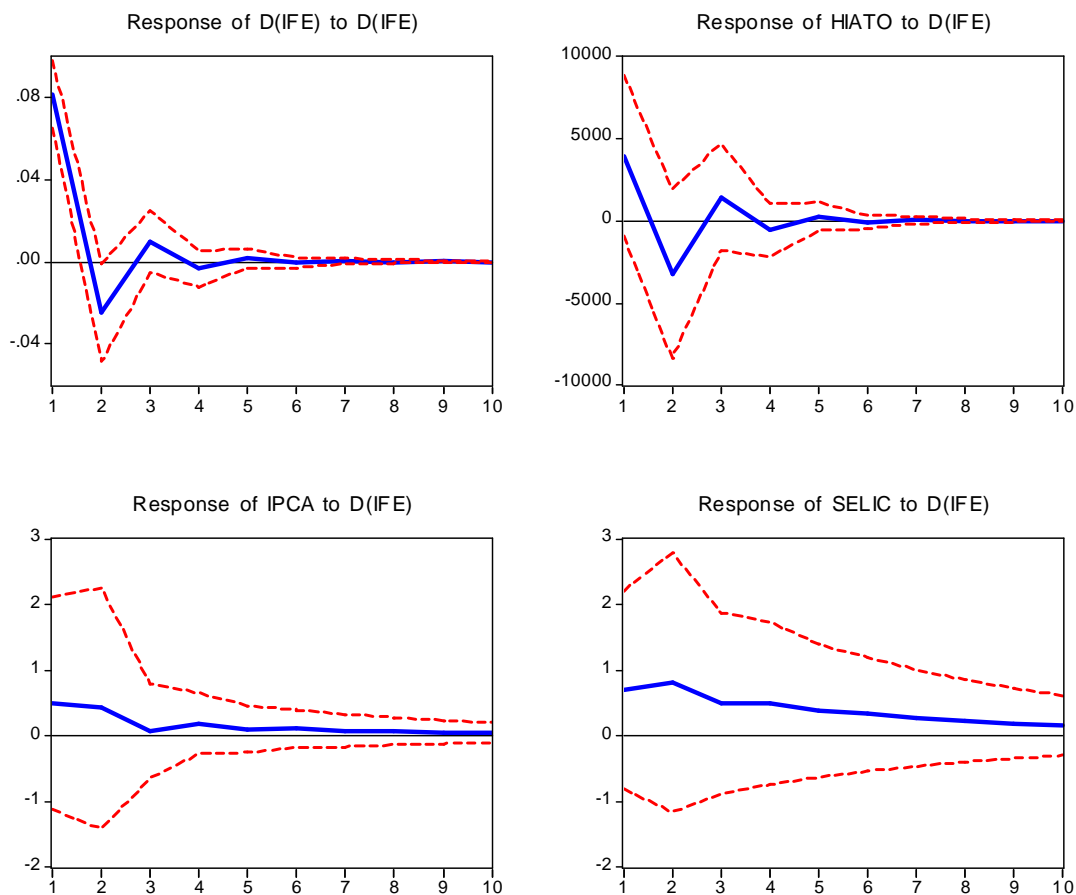 Response of D(IFE) to D(IFE)
.08
.04
.00
-.04
1 2 3 4 5 6 7 8 9 10
Response of HIATO to D(IFE)
10000
5000
0
-5000
-10000
1 2 3 4 5 6 7 8 9 10
Response of IPCA to D(IFE)
3
2
1
0
-1
-2
1 2 3 4 5 6 7 8 9 10
Response of SELIC to D(IFE)
3
2
1
0
-1
-2
1 2 3 4 5 6 7 8 9 10